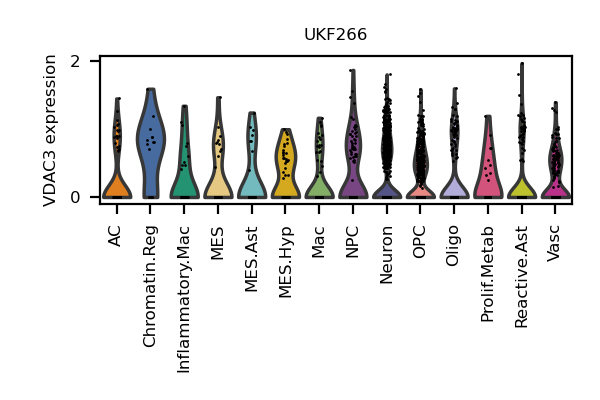 UKF266
VDAC3 expression
2
0
AC
Chromatin.Reg
Inflammatory.Mac
MES
MES.Ast
MES.Hyp
Mac
NPC
Neuron
OPC
Oligo
Prolif.Metab
Reactive.Ast
Vasc